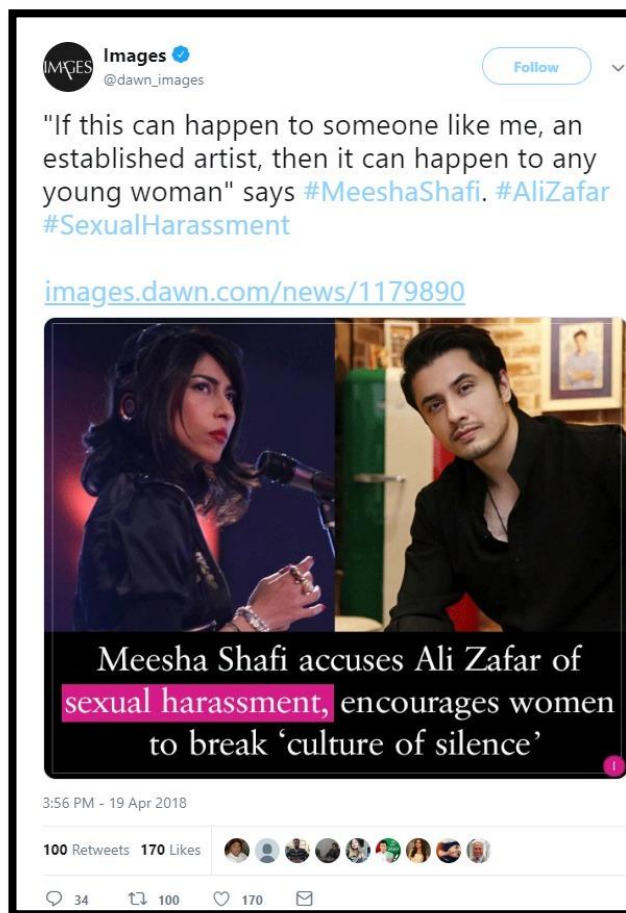 IMAGES
Images
@dawn_images
Follow
"If this can happen to someone like me, an
established artist, then it can happen to any
young woman" says #MeeshaShafi. #AliZafar
#SexualHarassment
images.dawn.com/news/1179890
Meesha Shafi accuses Ali Zafar of
sexual harassment, encourages women
to break ‘culture of silence’
I
3:56 PM - 19 Apr 2018
100 Retweets 170 Likes
34 100 170